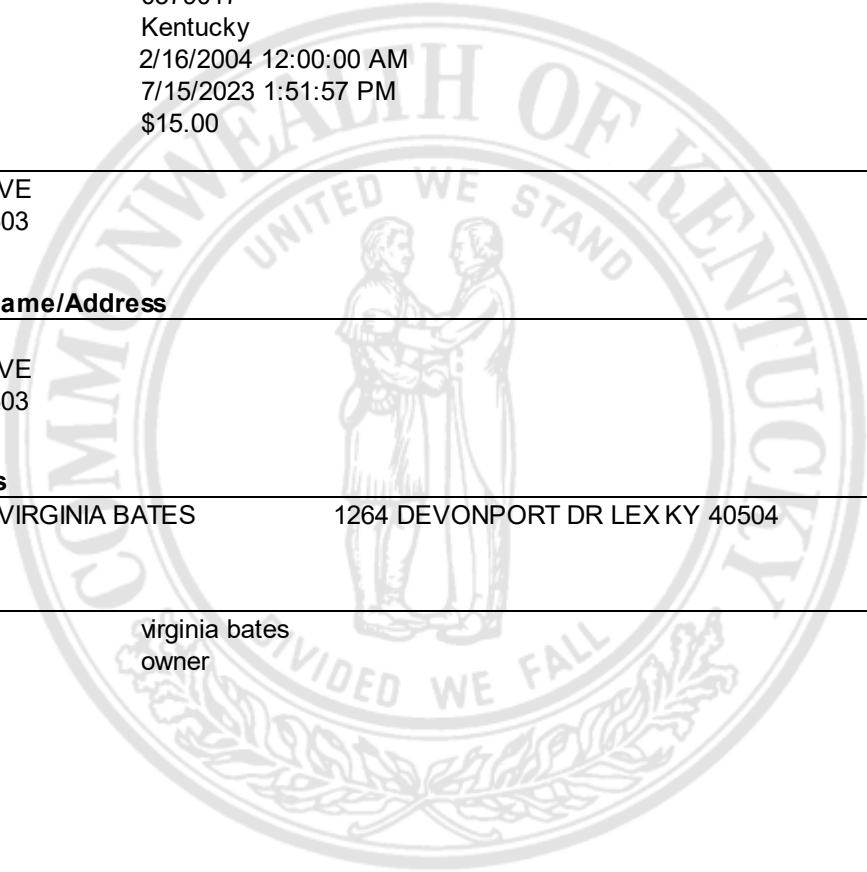 Kentucky
2/16/2004 12:00:00 AM
7/15/2023 1:51:57 PM
$15.00
VE
03
ame/Address
VE
03
s
VIRGINIA BATES 1264 DEVONPORT DR LEX KY 40504
virginia bates
owner
COMMONWEALTH OF KENTUCKY
UNITED WE STAND
DIVIDED WE FALL